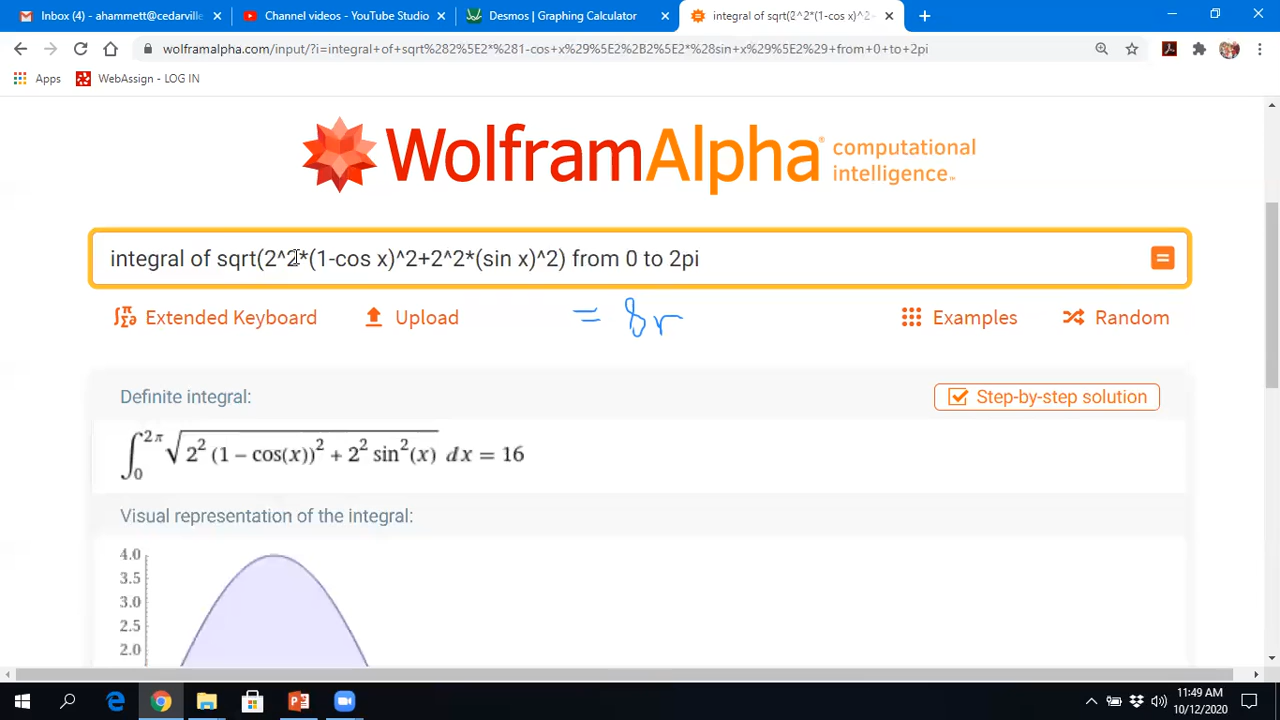 Inbox (4) - ahammett@cedarville
Channel videos - YouTube Studio
Desmos | Graphing Calculator
integral of sqrt(2^2*(1-cos x)^2+
wolframalpha.com/input/?i=integral+of+sqrt%282%5E2*%281-cos+x%29%5E2%2B2%5E2*%28sin+x%29%5E2%29+from+0+to+2pi
Apps
WebAssign - LOG IN
WolframAlpha computational intelligence™
integral of sqrt(2^2*(1-cos x)^2+2^2*(sin x)^2) from 0 to 2pi
Extended Keyboard
Upload
= 8r
Examples
Random
Definite integral:
Step-by-step solution
∫₀^2π √(2² (1 − cos(x))² + 2² sin²(x)) dx = 16
Visual representation of the integral:
4.0
3.5
3.0
2.5
2.0
11:49 AM
10/12/2020